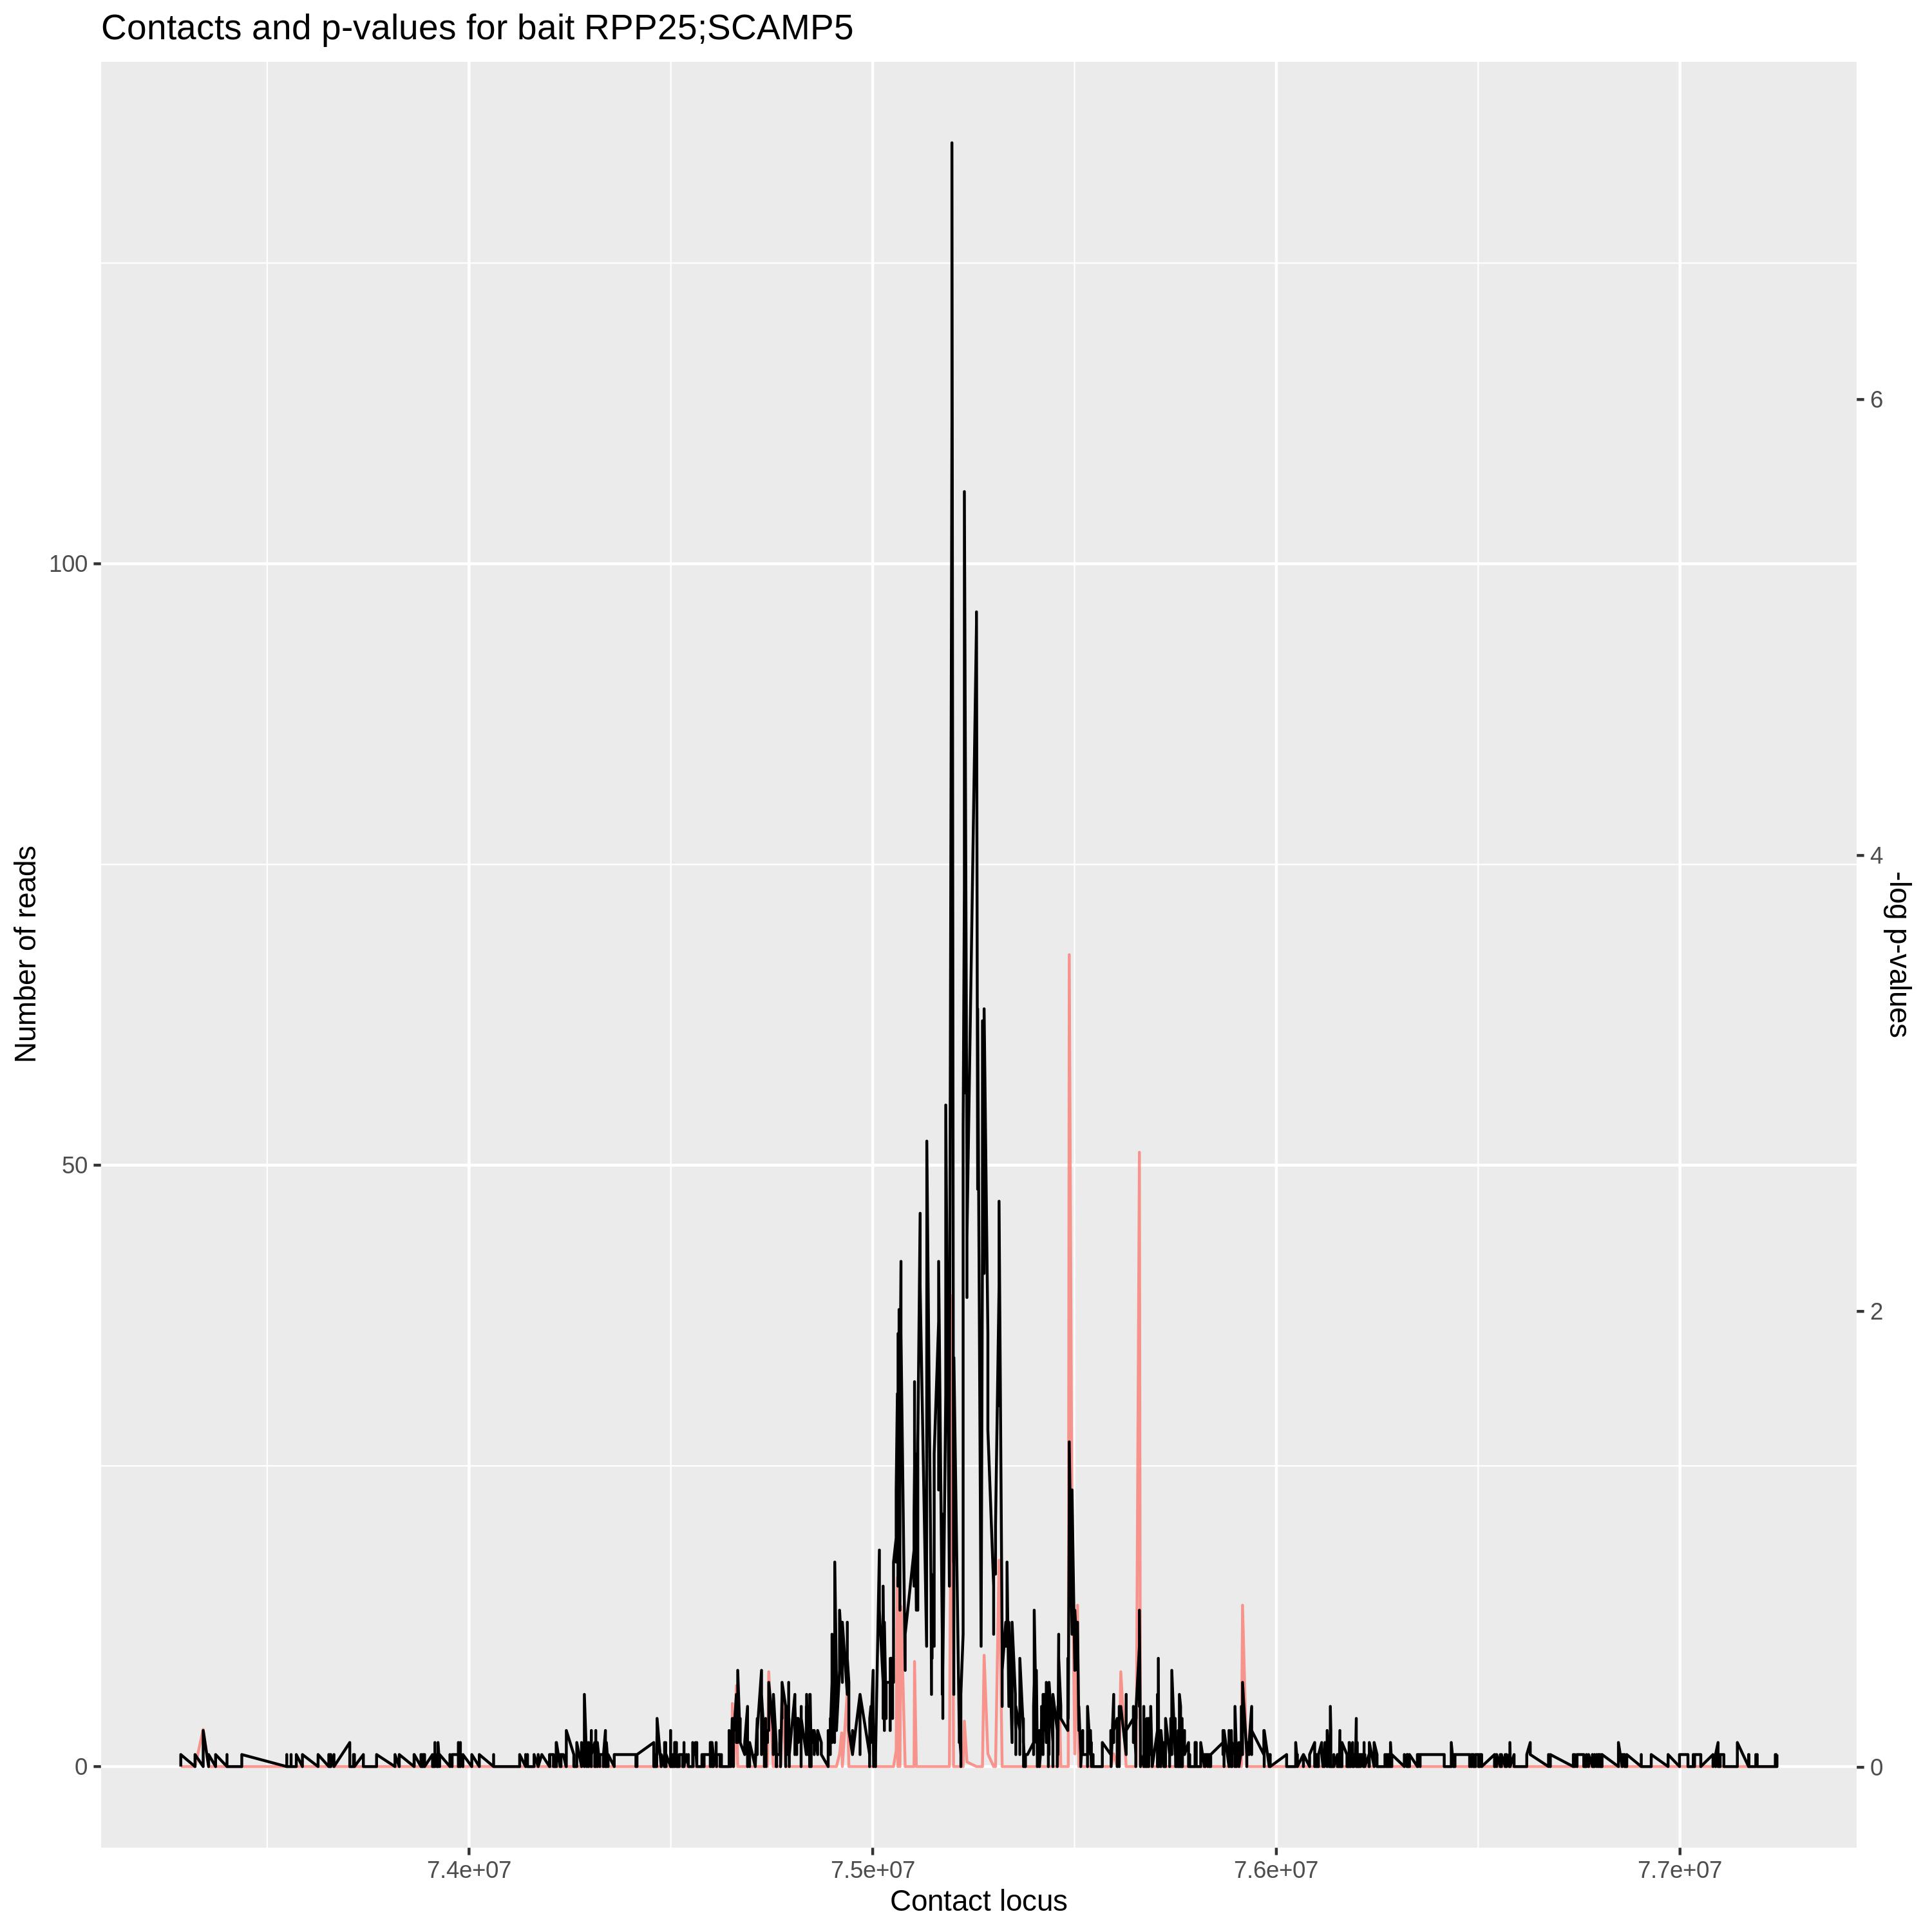 Contacts and p-values for bait RPP25;SCAMP5
100
50
0
Number of reads
6
4
2
0
-log p-values
7.4e+07 7.5e+07 7.6e+07 7.7e+07
Contact locus